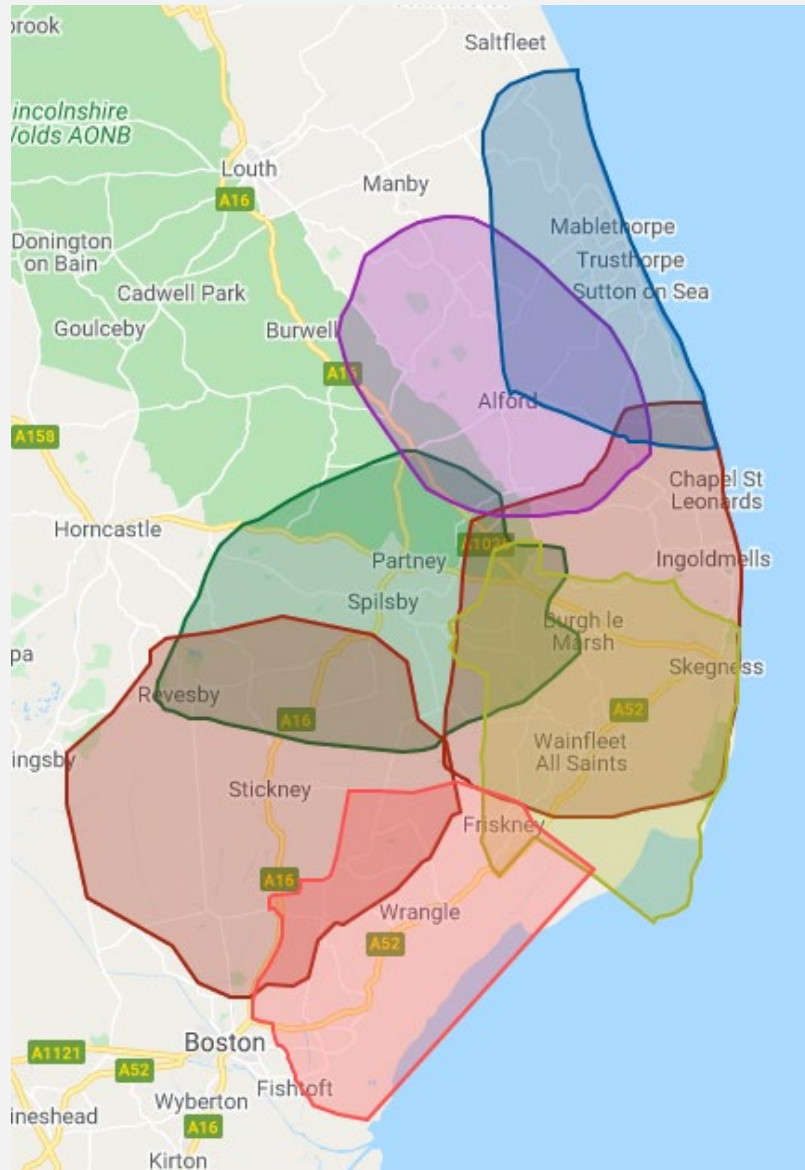 brook
Saltfleet
incolnshire
Wolds AONB
Louth
Manby
A16
Mablethorpe
Donington
on Bain
Trusthorpe
Cadwell Park
Sutton on Sea
Goulceby
Burwell
A16
Alford
A158
Chapel St
Leonards
Horncastle
Partney
Ingoldmells
Spilsby
Burgh le
Marsh
pa
Skegness
Revesby
A52
A16
Wainfleet
All Saints
ingsby
Stickney
Friskney
A16
Wrangle
A52
Boston
A1121
A52
Fishtoft
Wyberton
ineshead
A16
Kirton